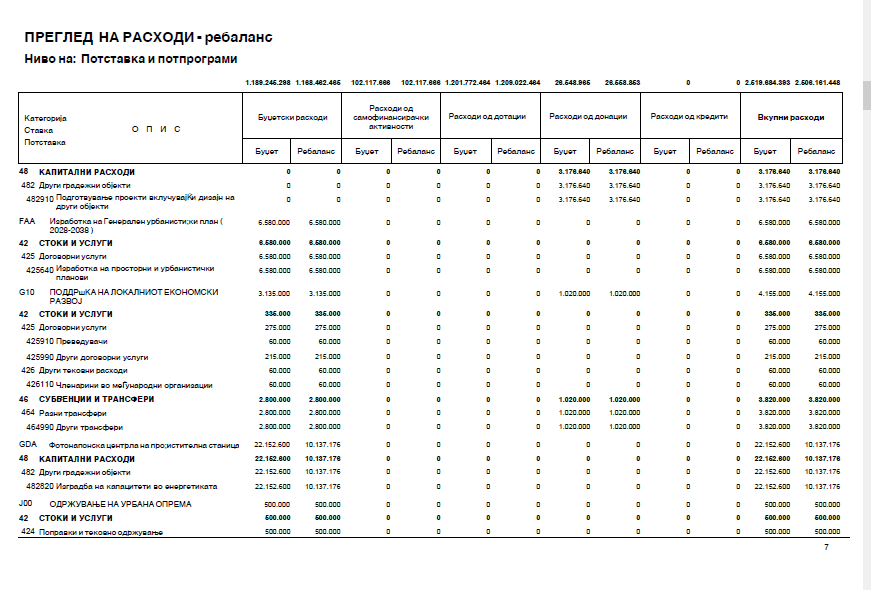 ПРЕГЛЕД НА РАСХОДИ - ребаланс
Ниво на: Потставка и потпрограми
1.189.245.298 1.168.462.465 102.117.666 102.117.666 1.201.772.464 1.209.022.464 26.548.965 26.558.853 0 0 2.519.684.393 2.506.161.448
Категорија
Ставка
Потставка
О П И С
Буџетски расходи
Расходи од самофинансирачки активности
Расходи од дотации
Расходи од донации
Расходи од кредити
Вкупни расходи
Буџет Ребаланс Буџет Ребаланс Буџет Ребаланс Буџет Ребаланс Буџет Ребаланс Буџет Ребаланс
48 КАПИТАЛНИ РАСХОДИ 0 0 0 0 0 0 3.176.640 3.176.640 0 0 3.176.640 3.176.640
482 Други градежни објекти 0 0 0 0 0 0 3.176.640 3.176.640 0 0 3.176.640 3.176.640
482910 Подготвување проекти вклучувајќи дизајн на 0 0 0 0 0 0 3.176.640 3.176.640 0 0 3.176.640 3.176.640
други објекти
FAA Изработка на Генерален урбанисти;ки план ( 6.580.000 6.580.000 0 0 0 0 0 0 0 0 6.580.000 6.580.000
2028-2038 )
42 СТОКИ И УСЛУГИ 6.580.000 6.580.000 0 0 0 0 0 0 0 0 6.580.000 6.580.000
425 Договорни услуги 6.580.000 6.580.000 0 0 0 0 0 0 0 0 6.580.000 6.580.000
425640 Изработка на просторни и урбанистички 6.580.000 6.580.000 0 0 0 0 0 0 0 0 6.580.000 6.580.000
планови
G10 ПОДДРшКА НА ЛОКАЛНИОТ ЕКОНОМСКИ 3.135.000 3.135.000 0 0 0 0 1.020.000 1.020.000 0 0 4.155.000 4.155.000
РАЗВОЈ
42 СТОКИ И УСЛУГИ 335.000 335.000 0 0 0 0 0 0 0 0 335.000 335.000
425 Договорни услуги 275.000 275.000 0 0 0 0 0 0 0 0 275.000 275.000
425910 Преведувачи 60.000 60.000 0 0 0 0 0 0 0 0 60.000 60.000
425990 Други договорни услуги 215.000 215.000 0 0 0 0 0 0 0 0 215.000 215.000
426 Други тековни расходи 60.000 60.000 0 0 0 0 0 0 0 0 60.000 60.000
426110 Членарини во меѓународни организации 60.000 60.000 0 0 0 0 0 0 0 0 60.000 60.000
46 СУБВЕНЦИИ И ТРАНСФЕРИ 2.800.000 2.800.000 0 0 0 0 1.020.000 1.020.000 0 0 3.820.000 3.820.000
464 Разни трансфери 2.800.000 2.800.000 0 0 0 0 1.020.000 1.020.000 0 0 3.820.000 3.820.000
464990 Други трансфери 2.800.000 2.800.000 0 0 0 0 1.020.000 1.020.000 0 0 3.820.000 3.820.000
GDA Фотонапонска центрла на про;истителна станица 22.152.600 10.137.176 0 0 0 0 0 0 0 0 22.152.600 10.137.176
48 КАПИТАЛНИ РАСХОДИ 22.152.600 10.137.176 0 0 0 0 0 0 0 0 22.152.600 10.137.176
482 Други градежни објекти 22.152.600 10.137.176 0 0 0 0 0 0 0 0 22.152.600 10.137.176
482820 Изградба на капацитети во енергетиката 22.152.600 10.137.176 0 0 0 0 0 0 0 0 22.152.600 10.137.176
J00 ОДРЖУВАЊЕ НА УРБАНА ОПРЕМА 500.000 500.000 0 0 0 0 0 0 0 0 500.000 500.000
42 СТОКИ И УСЛУГИ 500.000 500.000 0 0 0 0 0 0 0 0 500.000 500.000
424 Поправки и тековно одржување 500.000 500.000 0 0 0 0 0 0 0 0 500.000 500.000
7